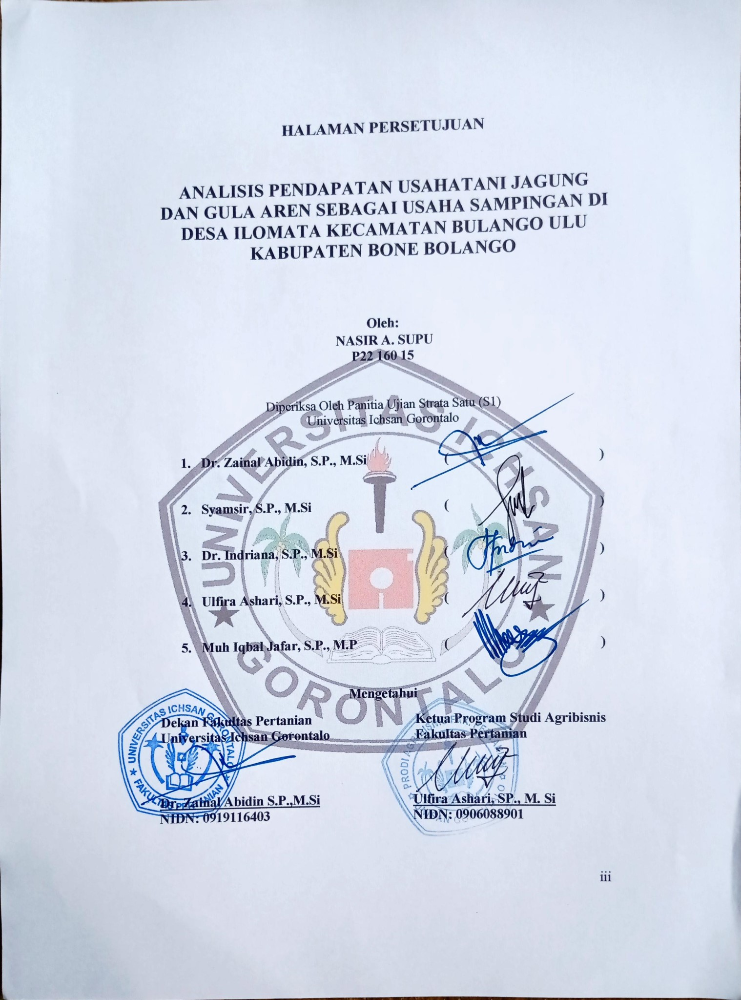 HALAMAN PERSETUJUAN
ANALISIS PENDAPATAN USAHATANI JAGUNG
DAN GULA AREN SEBAGAI USAHA SAMPINGAN DI
DESA ILOMATA KECAMATAN BULANGO ULU
KABUPATEN BONE BOLANGO
Oleh:
NASIR A. SUPU
P22 160 15
Diperiksa Oleh Panitia Ujian Strata Satu (S1)
Universitas Ichsan Gorontalo
UNIVERSITAS ICHSAN
GORONTALO
1. Dr. Zainal Abidin, S.P., M.Si ( )
2. Syamsir, S.P., M.Si ( )
3. Dr. Indriana, S.P., M.Si ( )
4. Ulfira Ashari, S.P., M.Si ( )
5. Muh Iqbal Jafar, S.P., M.P ( )
Mengetahui
Dekan Fakultas Pertanian
Universitas Ichsan Gorontalo
UNIVERSITAS ICHSAN GORONTALO
FAKULTAS PERTANIAN
Dr. Zainal Abidin S.P.,M.Si
NIDN: 0919116403
Ketua Program Studi Agribisnis
Fakultas Pertanian
Ulfira Ashari, SP., M. Si
NIDN: 0906088901
iii